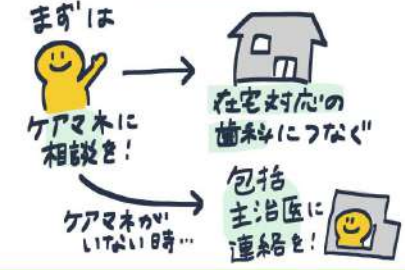 まずは
ケアマネに
相談を！
在宅対応の
歯科につなぐ
ケアマネが
いない時…
包括
主治医に
連絡を！